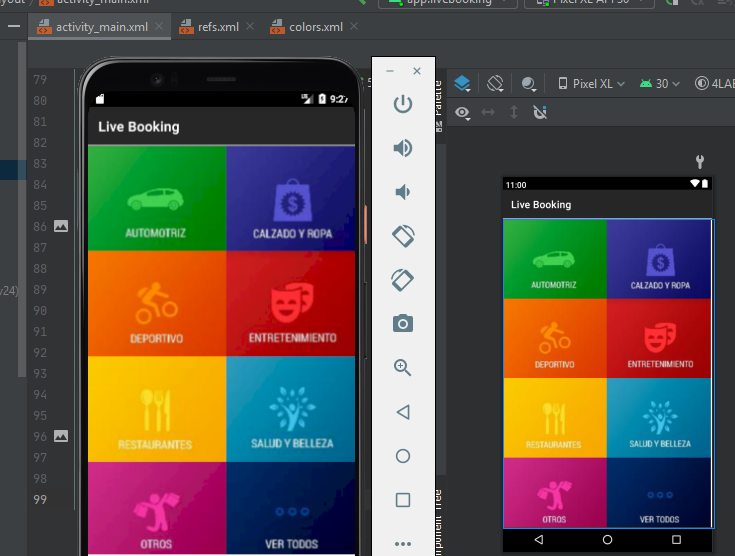 activity_main.xml
app.livebooking
Pixel XL API 30
activity_main.xml
refs.xml
colors.xml
79
80
81
82
83
84
85
86
87
88
89
90
91
92
93
94
95
96
97
98
99
v24)
9:27
Live Booking
AUTOMOTRIZ
CALZADO Y ROPA
DEPORTIVO
ENTRETENIMIENTO
RESTAURANTES
SALUD Y BELLEZA
OTROS
VER TODOS
5
Palette
Component Tree
Pixel XL
30
4LAB
11:00
Live Booking
AUTOMOTRIZ
CALZADO Y ROPA
DEPORTIVO
ENTRETENIMIENTO
RESTAURANTES
SALUD Y BELLEZA
OTROS
VER TODOS